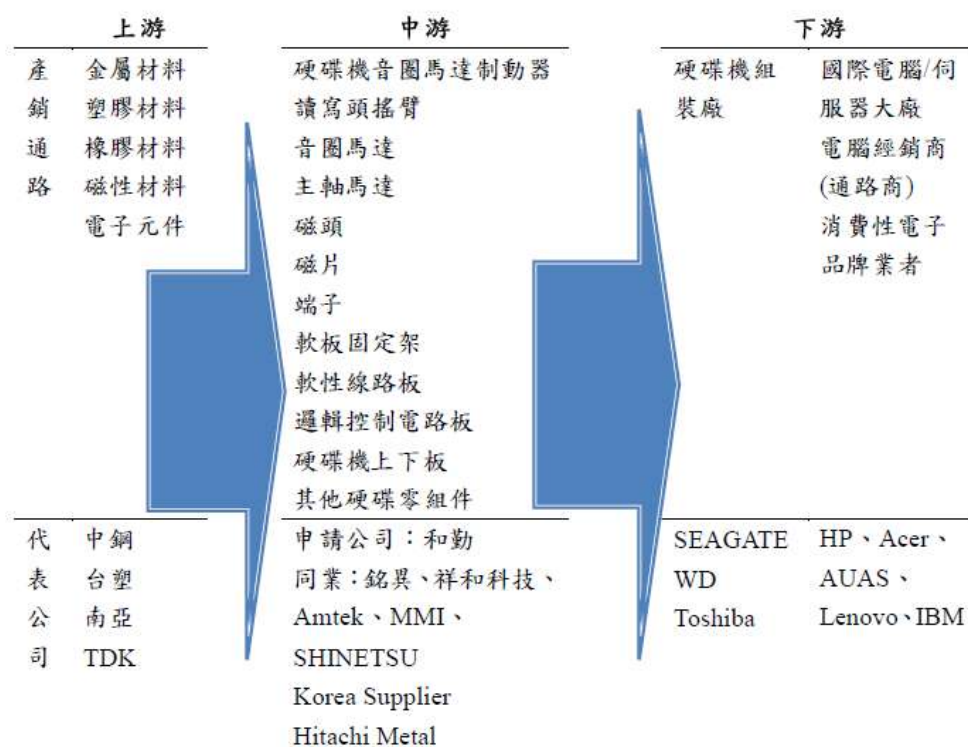 上游
中游
下游
產銷通路
金屬材料
塑膠材料
橡膠材料
磁性材料
電子元件
硬碟機音圈馬達制動器
讀寫頭搖臂
音圈馬達
主軸馬達
磁頭
磁片
端子
軟板固定架
軟性線路板
邏輯控制電路板
硬碟機上下板
其他硬碟零組件
硬碟機組
裝廠
國際電腦/伺
服器大廠
電腦經銷商
(通路商)
消費性電子
品牌業者
代表公司
中鋼
台塑
南亞
TDK
申請公司：和勤
同業：銘異、祥和科技、
Amtek、MMI、
SHINETSU
Korea Supplier
Hitachi Metal
SEAGATE
WD
Toshiba
HP、Acer、
AUAS、
Lenovo、IBM